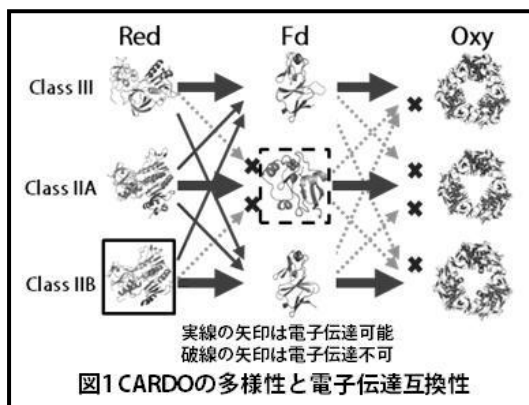 Red Fd Oxy
Class III
Class IIA
Class IIB
実線の矢印は電子伝達可能
破線の矢印は電子伝達不可
図1 CARDOの多様性と電子伝達互換性